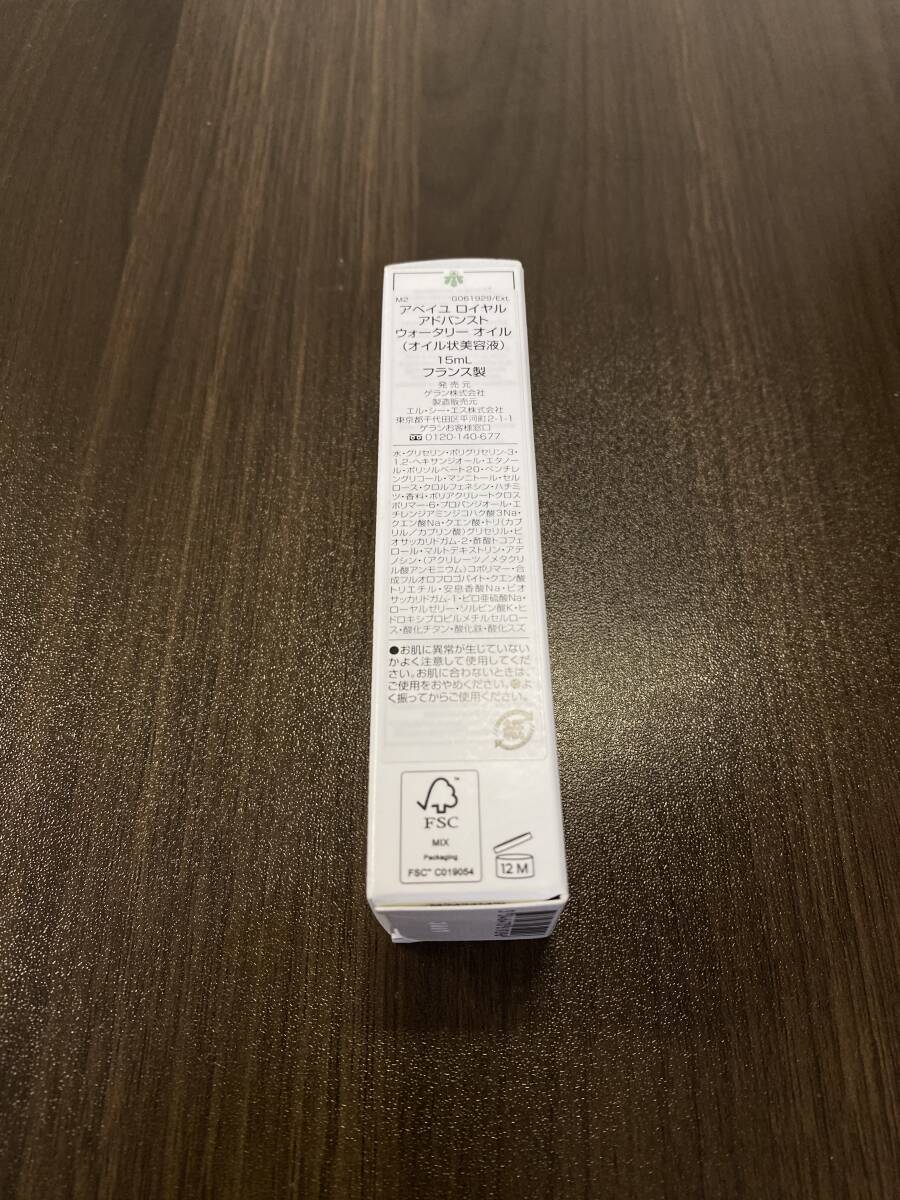 M2 G061929/Ext.
アベイユ ロイヤル
アドバンスト
ウォータリー オイル
(オイル状美容液)
15mL
フランス製
発売元
ゲラン株式会社
製造販売元
エル・シー・エス株式会社
東京都千代田区平河町2-1-1
ゲランお客様窓口
0120-140-677
水・グリセリン・ポリグリセリン-3・
1,2-ヘキサンジオール・エタノー
ル・ポリソルベート20・ペンチレ
ングリコール・マンニトール・セル
ロース・クロルフェネシン・ハチミ
ツ・香料・ポリアクリレートクロス
ポリマー-6・プロパンジオール・エ
チレンジアミンジコハク酸3Na・
クエン酸Na・クエン酸・トリ(カプ
リル/カプリン酸)グリセリル・ビ
オサッカリドガム-2・酢酸トコフェ
ロール・マルトデキストリン・アデ
ノシン・(アクリレーツ/メタクリ
ル酸アンモニウム)コポリマー・合
成フルオロフロゴパイト・クエン酸
トリエチル・安息香酸Na・ビオ
サッカリドガム-1・ピロ亜硫酸Na・
ローヤルゼリー・ソルビン酸K・ヒ
ドロキシプロピルメチルセルロー
ス・酸化チタン・酸化鉄・酸化スズ
●お肌に異常が生じていない
かよく注意して使用してくだ
さい。お肌に合わないときは、
ご使用をおやめください。●よ
く振ってからご使用ください。
FSC
MIX
Packaging
FSC™ C019054
12 M